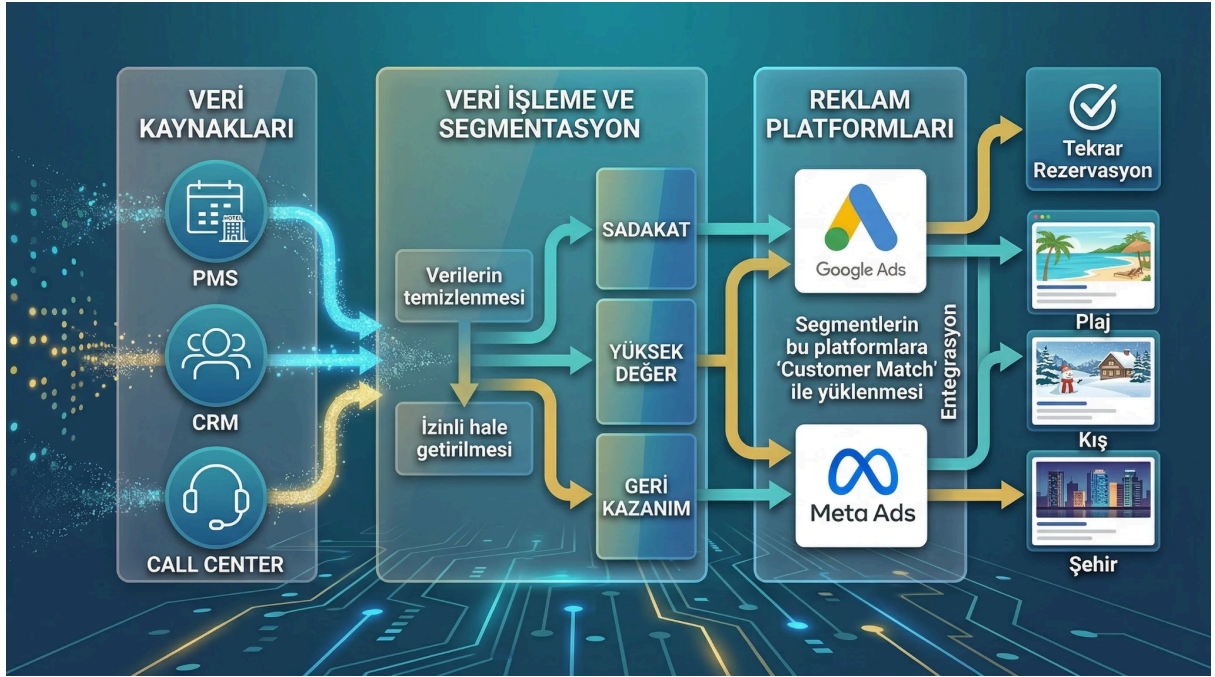 VERİ
KAYNAKLARI
HOTEL
PMS
CRM
CALL CENTER
VERİ İŞLEME VE
SEGMENTASYON
Verilerin
temizlenmesi
İzinli hale
getirilmesi
SADAKAT
YÜKSEK
DEĞER
GERİ
KAZANIM
REKLAM
PLATFORMLARI
Google Ads
Segmentlerin
bu platformlara
‘Customer Match’
ile yüklenmesi
Entegrasyon
Meta Ads
Tekrar
Rezervasyon
Plaj
Kış
Şehir